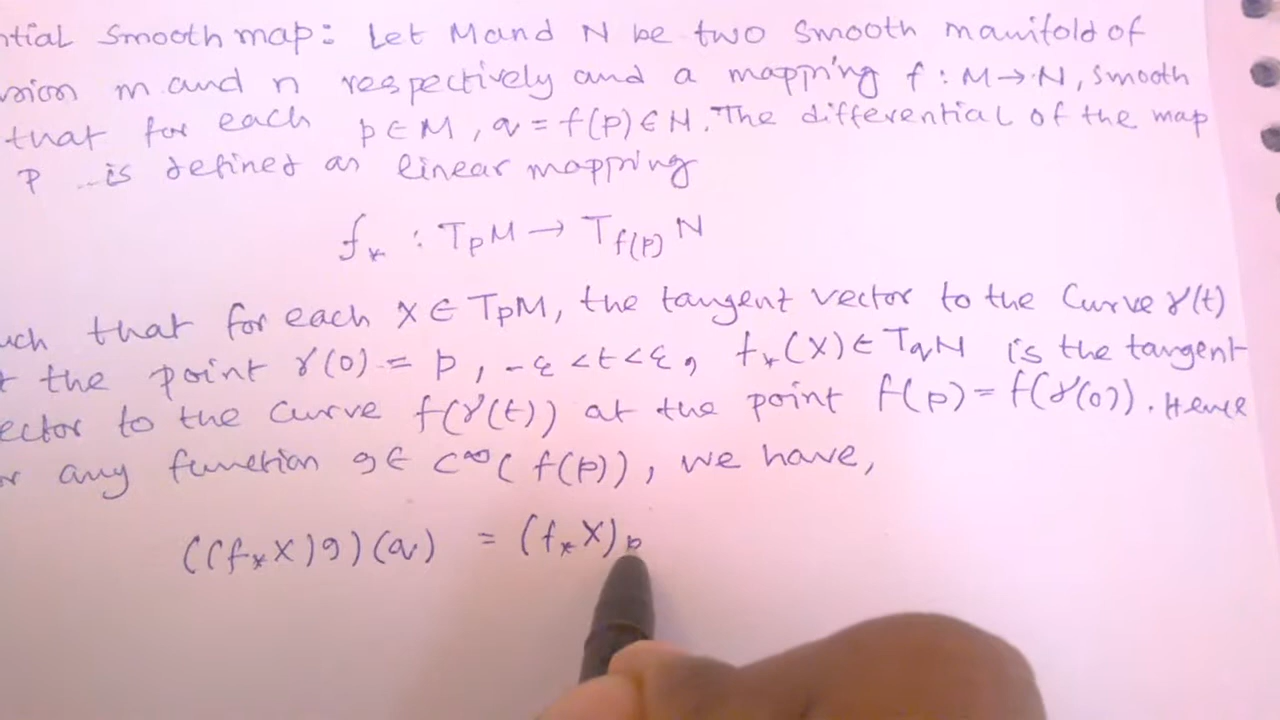 ntial Smooth map: Let M and N be two smooth manifold of
nsion m and n respectively and a mapping f : M → N, smooth
that for each p ∈ M, q = f(p) ∈ N. The differential of the map
p is defined as linear mapping
f* : TpM → Tf(p) N
uch that for each X ∈ TpM, the tangent vector to the curve γ(t)
t the point γ(0) = p, -ε < t < ε, f*(X) ∈ TqN is the tangent
ector to the curve f(γ(t)) at the point f(p) = f(γ(0)). Hence
or any function g ∈ C∞(f(p)), we have,
((f*X)g)(q) = (f*X)p